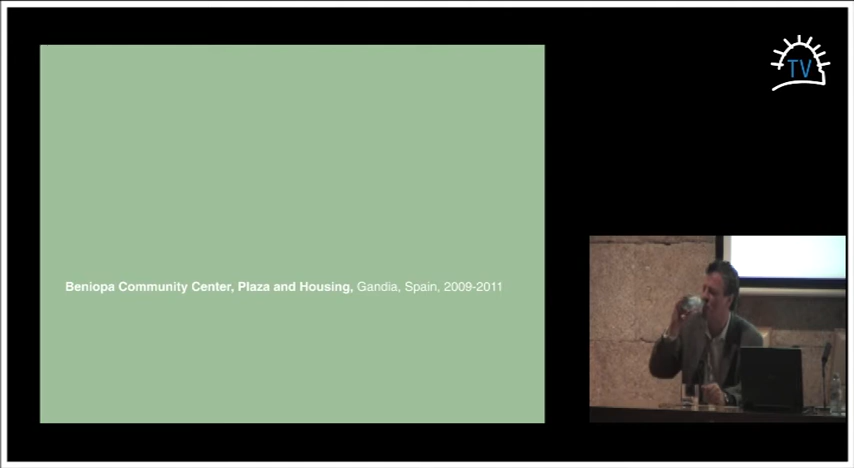 TV
Beniopa Community Center, Plaza and Housing, Gandia, Spain, 2009-2011